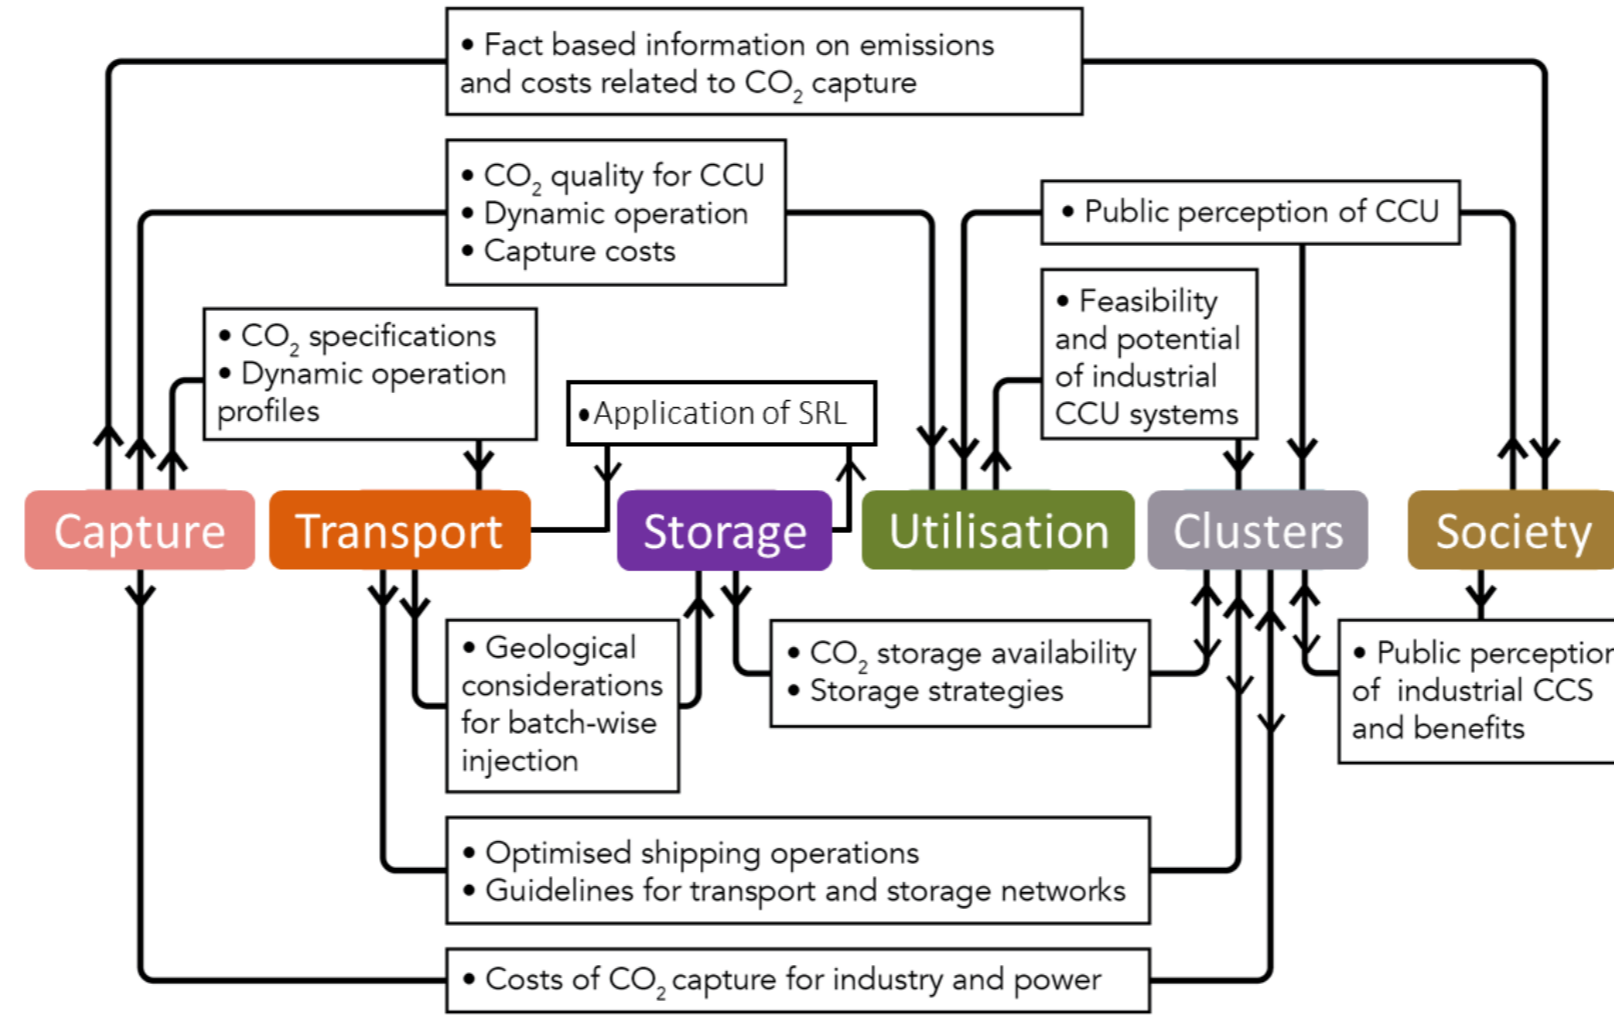 • Fact based information on emissions
and costs related to CO₂ capture
• CO₂ quality for CCU
• Dynamic operation
• Capture costs
• Public perception of CCU
• Feasibility
and potential
of industrial
CCU systems
• CO₂ specifications
• Dynamic operation
profiles
• Application of SRL
Capture
Transport
Storage
Utilisation
Clusters
Society
• Geological
considerations
for batch-wise
injection
• CO₂ storage availability
• Storage strategies
• Public perception
of industrial CCS
and benefits
• Optimised shipping operations
• Guidelines for transport and storage networks
• Costs of CO₂ capture for industry and power